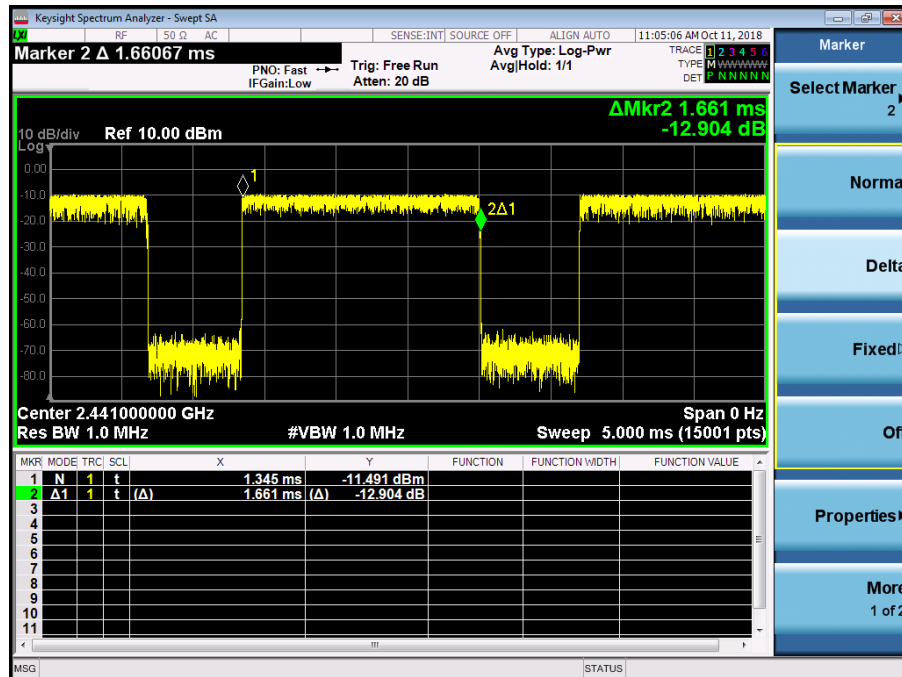 Keysight Spectrum Analyzer - Swept SA
LXI RF 50 Ω AC SENSE:INT SOURCE OFF ALIGN AUTO 11:05:06 AM Oct 11, 2018
Marker 2 Δ 1.66067 ms
PNO: Fast
IFGain:Low
Trig: Free Run
Atten: 20 dB
Avg Type: Log-Pwr
Avg|Hold: 1/1
TRACE 1 2 3 4 5 6
TYPE M W W W W W
DET P N N N N N
ΔMkr2 1.661 ms
-12.904 dB
10 dB/div Ref 10.00 dBm
Log
0.00
-10.0
-20.0
-30.0
-40.0
-50.0
-60.0
-70.0
-80.0
1
2Δ1
Center 2.441000000 GHz Span 0 Hz
Res BW 1.0 MHz #VBW 1.0 MHz Sweep 5.000 ms (15001 pts)
MKR MODE TRC SCL X Y FUNCTION FUNCTION WIDTH FUNCTION VALUE
1 N 1 t 1.345 ms -11.491 dBm
2 Δ1 1 t (Δ) 1.661 ms (Δ) -12.904 dB
3
4
5
6
7
8
9
10
11
MSG STATUS
Marker
Select Marker
2
Norma
Delta
Fixed
Of
Properties
More
1 of 2